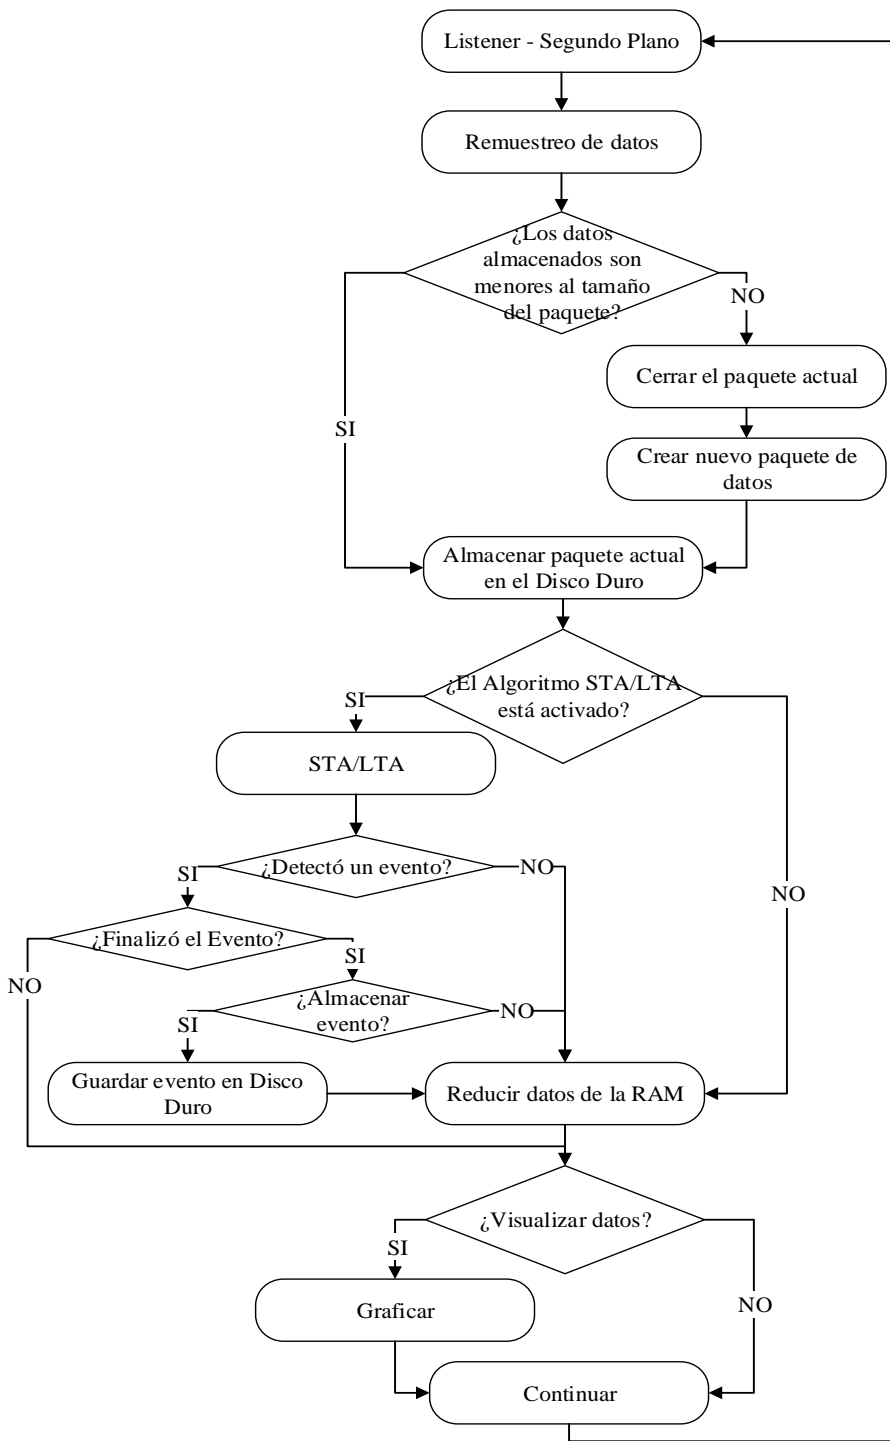 Listener - Segundo Plano
Remuestreo de datos
¿Los datos
almacenados son
menores al tamaño
del paquete?
NO
Cerrar el paquete actual
SI
Crear nuevo paquete de
datos
Almacenar paquete actual
en el Disco Duro
¿El Algoritmo STA/LTA
está activado?
SI
STA/LTA
NO
¿Detectó un evento?
NO
SI
¿Finalizó el Evento?
SI
NO
¿Almacenar
evento?
NO
SI
Guardar evento en Disco
Duro
Reducir datos de la RAM
¿Visualizar datos?
SI
NO
Graficar
Continuar